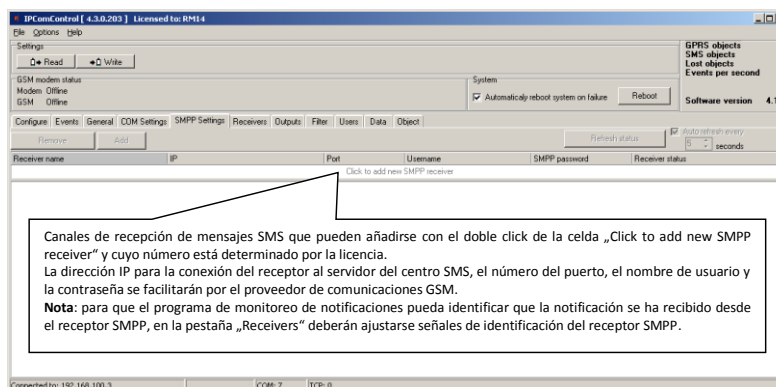 IPComControl [ 4.3.0.203 ] Licensed to: RM14
File Options Help
Settings
Read Write
GSM modem status
Modem Offline
GSM Offline
System
Automaticaly reboot system on failure Reboot
GPRS objects
SMS objects
Lost objects
Events per second
Software version 4.1
Configure Events General COM Settings SMPP Settings Receivers Outputs Filter Users Data Object
Remove Add Refresh status Auto refresh every
5 seconds
Receiver name IP Port Username SMPP password Receiver status
Click to add new SMPP receiver
Canales de recepción de mensajes SMS que pueden añadirse con el doble click de la celda „Click to add new SMPP
receiver“ y cuyo número está determinado por la licencia.
La dirección IP para la conexión del receptor al servidor del centro SMS, el número del puerto, el nombre de usuario y
la contraseña se facilitarán por el proveedor de comunicaciones GSM.
Nota: para que el programa de monitoreo de notificaciones pueda identificar que la notificación se ha recibido desde
el receptor SMPP, en la pestaña „Receivers“ deberán ajustarse señales de identificación del receptor SMPP.
Connected to: 192.168.100.3 COM: 7 TCP: 0